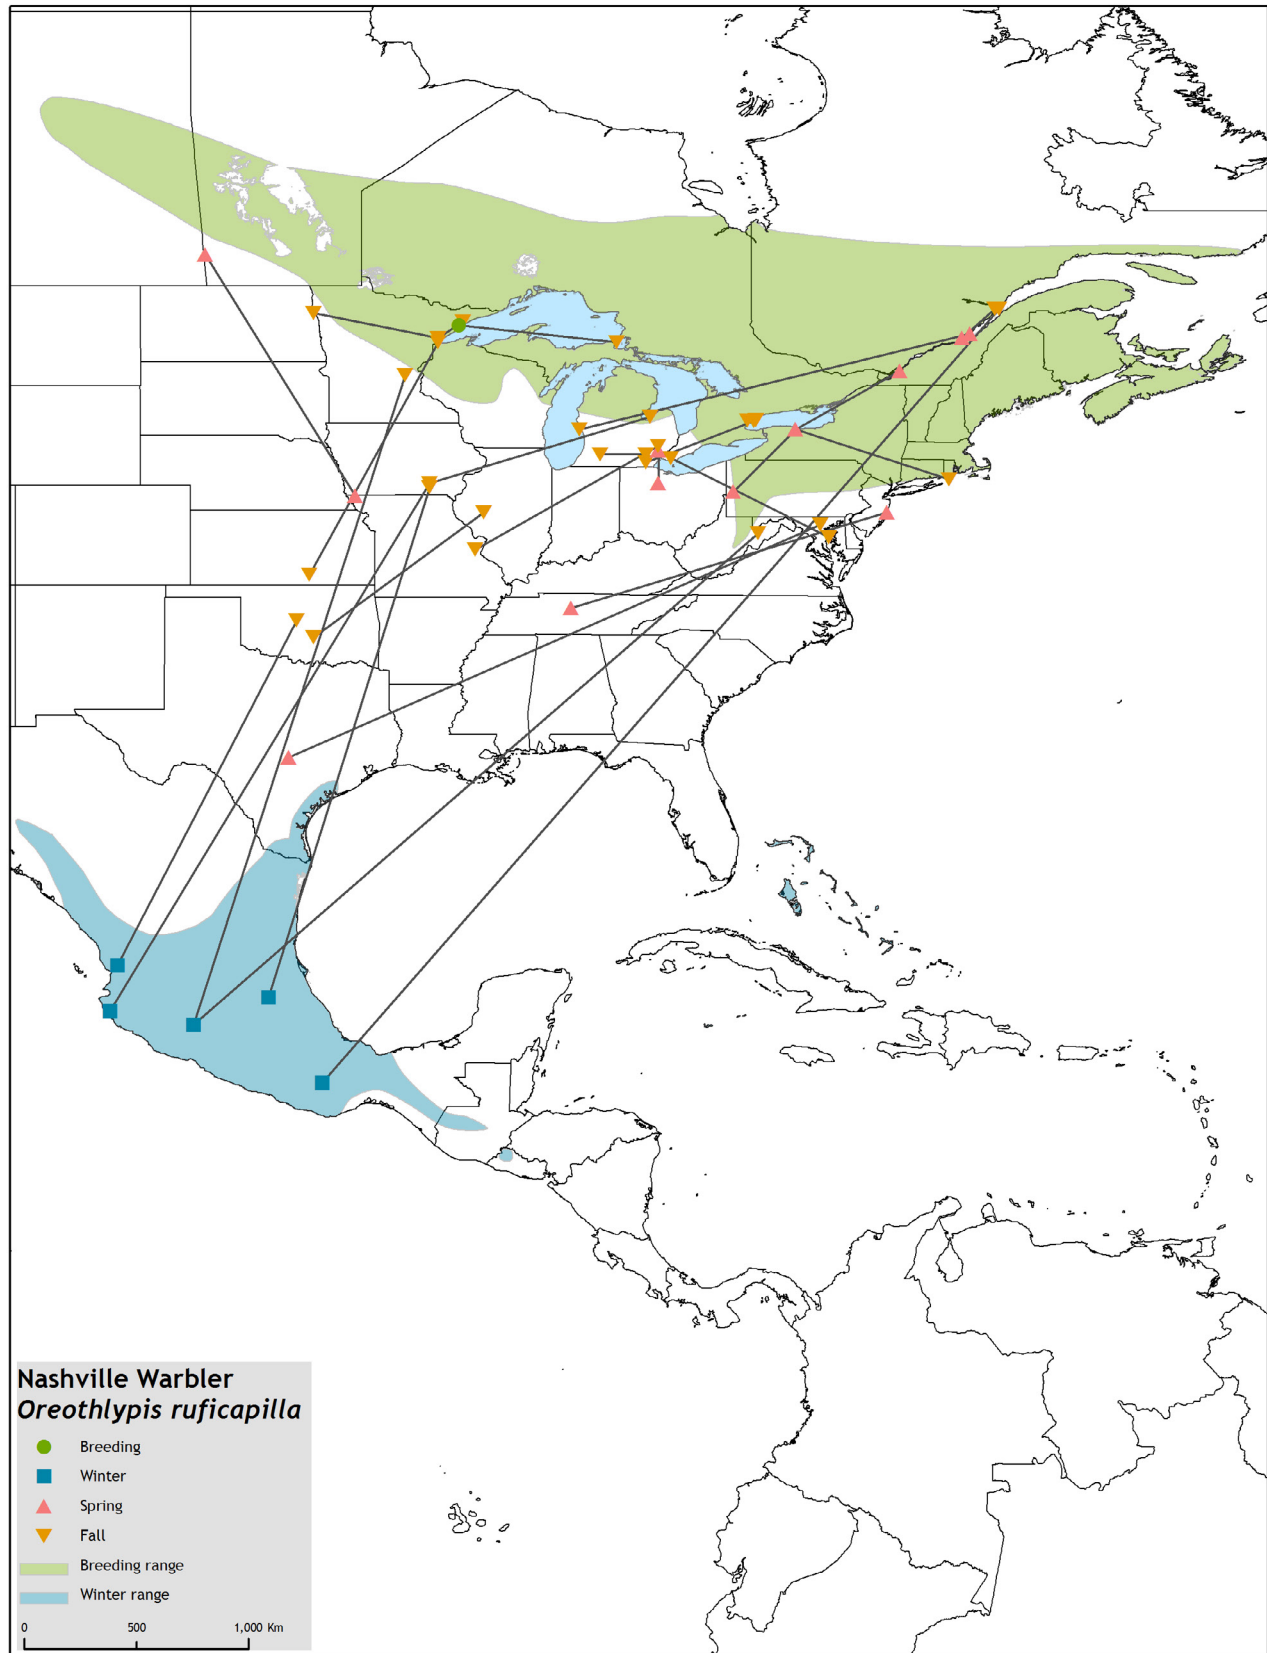 Nashville Warbler
Oreothlypis ruficapilla
Breeding
Winter
Spring
Fall
Breeding range
Winter range
0 500 1,000 Km